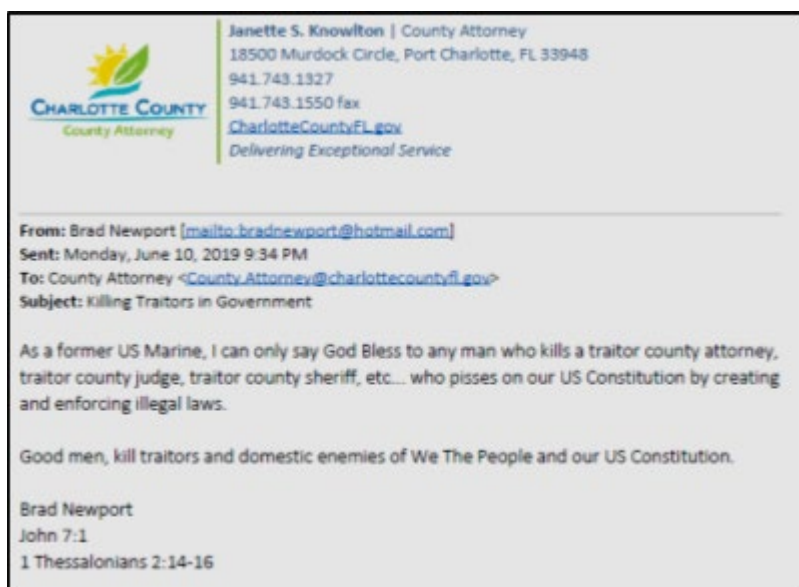 Janette S. Knowlton | County Attorney
18500 Murdock Circle, Port Charlotte, FL 33948
941.743.1327
941.743.1550 fax
CharlotteCountyFL.gov
Delivering Exceptional Service
CHARLOTTE COUNTY
County Attorney
From: Brad Newport [mailto:bradnewport@hotmail.com]
Sent: Monday, June 10, 2019 9:34 PM
To: County Attorney <County.Attorney@charlottecountyfl.gov>
Subject: Killing Traitors in Government
As a former US Marine, I can only say God Bless to any man who kills a traitor county attorney,
traitor county judge, traitor county sheriff, etc... who pisses on our US Constitution by creating
and enforcing illegal laws.
Good men, kill traitors and domestic enemies of We The People and our US Constitution.
Brad Newport
John 7:1
1 Thessalonians 2:14-16